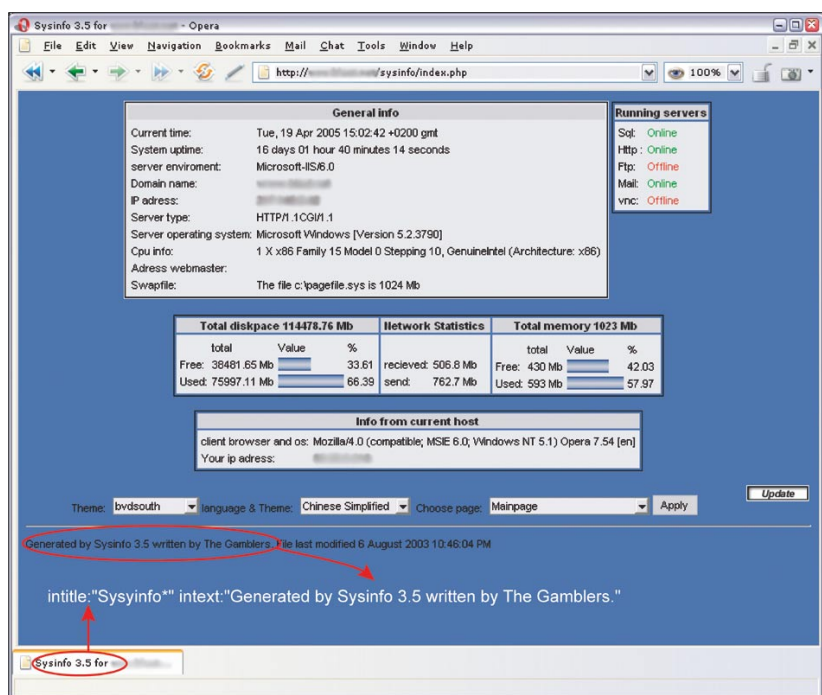 Sysinfo 3.5 for - Opera
File Edit View Navigation Bookmarks Mail Chat Tools Window Help
http:// /sysinfo/index.php 100%
General info
Current time: Tue, 19 Apr 2005 15:02:42 +0200 gmt
System uptime: 16 days 01 hour 40 minutes 14 seconds
server enviroment: Microsoft-IIS/6.0
Domain name:
IP adress:
Server type: HTTP/1.1CGI/1.1
Server operating system: Microsoft Windows [Version 5.2.3790]
Cpu info: 1 X x86 Family 15 Model 0 Stepping 10, GenuineIntel (Architecture: x86)
Adress webmaster:
Swapfile: The file c:\pagefile.sys is 1024 Mb
Running servers
Sql: Online
Http : Online
Ftp: Offline
Mail: Online
vnc: Offline
Total diskpace 114478.76 Mb
total Value %
Free: 38481.65 Mb 33.61
Used: 75997.11 Mb 66.39
Network Statistics
recieved: 506.8 Mb
send: 762.7 Mb
Total memory 1023 Mb
total Value %
Free: 430 Mb 42.03
Used: 593 Mb 57.97
Info from current host
client browser and os: Mozilla/4.0 (compatible; MSIE 6.0; Windows NT 5.1) Opera 7.54 [en]
Your ip adress:
Update
Theme: bvdsouth language & Theme: Chinese Simplified Choose page: Mainpage Apply
Generated by Sysinfo 3.5 written by The Gamblers. File last modified 6 August 2003 10:46:04 PM
intitle:"Sysyinfo*" intext:"Generated by Sysinfo 3.5 written by The Gamblers."
Sysinfo 3.5 for